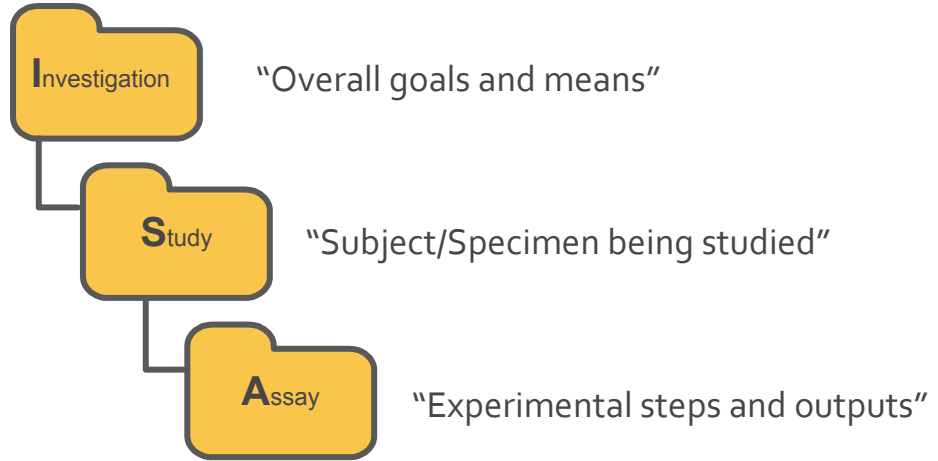 Investigation
“Overall goals and means”
Study
“Subject/Specimen being studied”
Assay
“Experimental steps and outputs”